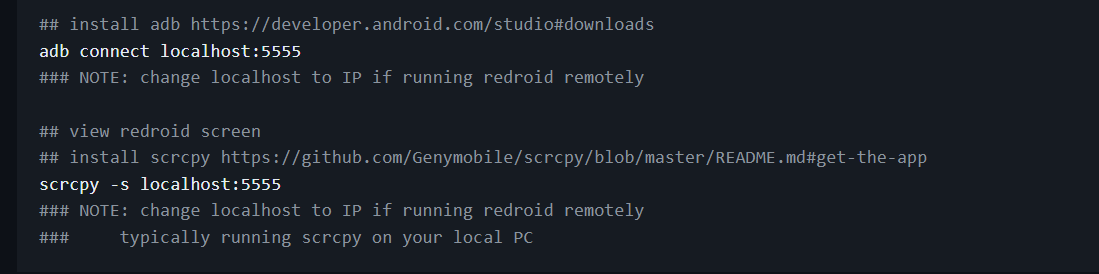 ## install adb https://developer.android.com/studio#downloads
adb connect localhost:5555
### NOTE: change localhost to IP if running redroid remotely
## view redroid screen
## install scrcpy https://github.com/Genymobile/scrcpy/blob/master/README.md#get-the-app
scrcpy -s localhost:5555
### NOTE: change localhost to IP if running redroid remotely
###     typically running scrcpy on your local PC